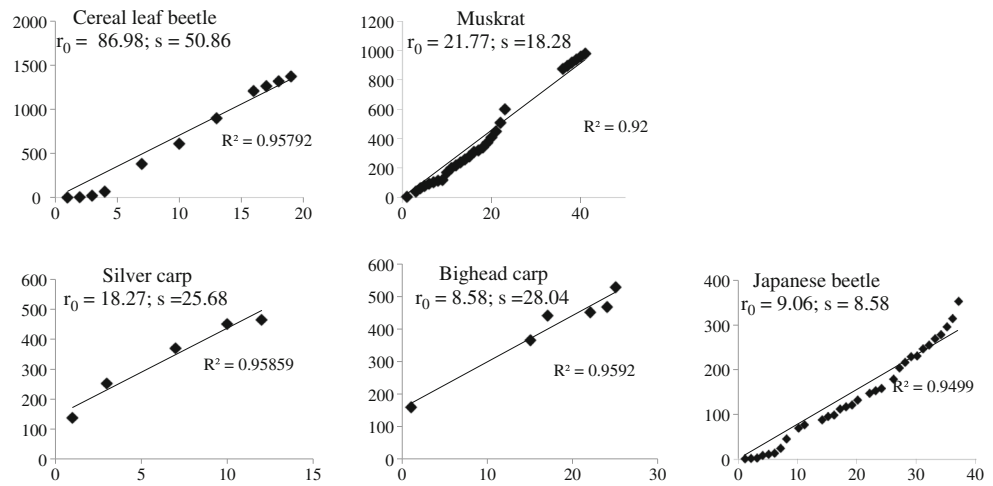 Cereal leaf beetle
r0 = 86.98; s = 50.86
2000
1500
1000
500
0
R² = 0.95792
0 5 10 15 20
Muskrat
r0 = 21.77; s =18.28
1200
1000
800
600
400
200
0
R² = 0.92
0 20 40
Silver carp
r0 = 18.27; s =25.68
600
500
400
300
200
100
0
R² = 0.95859
0 5 10 15
Bighead carp
r0 = 8.58; s =28.04
600
500
400
300
200
100
0
R² = 0.9592
0 10 20 30
Japanese beetle
r0 = 9.06; s = 8.58
400
300
200
100
0
R² = 0.9499
0 10 20 30 40